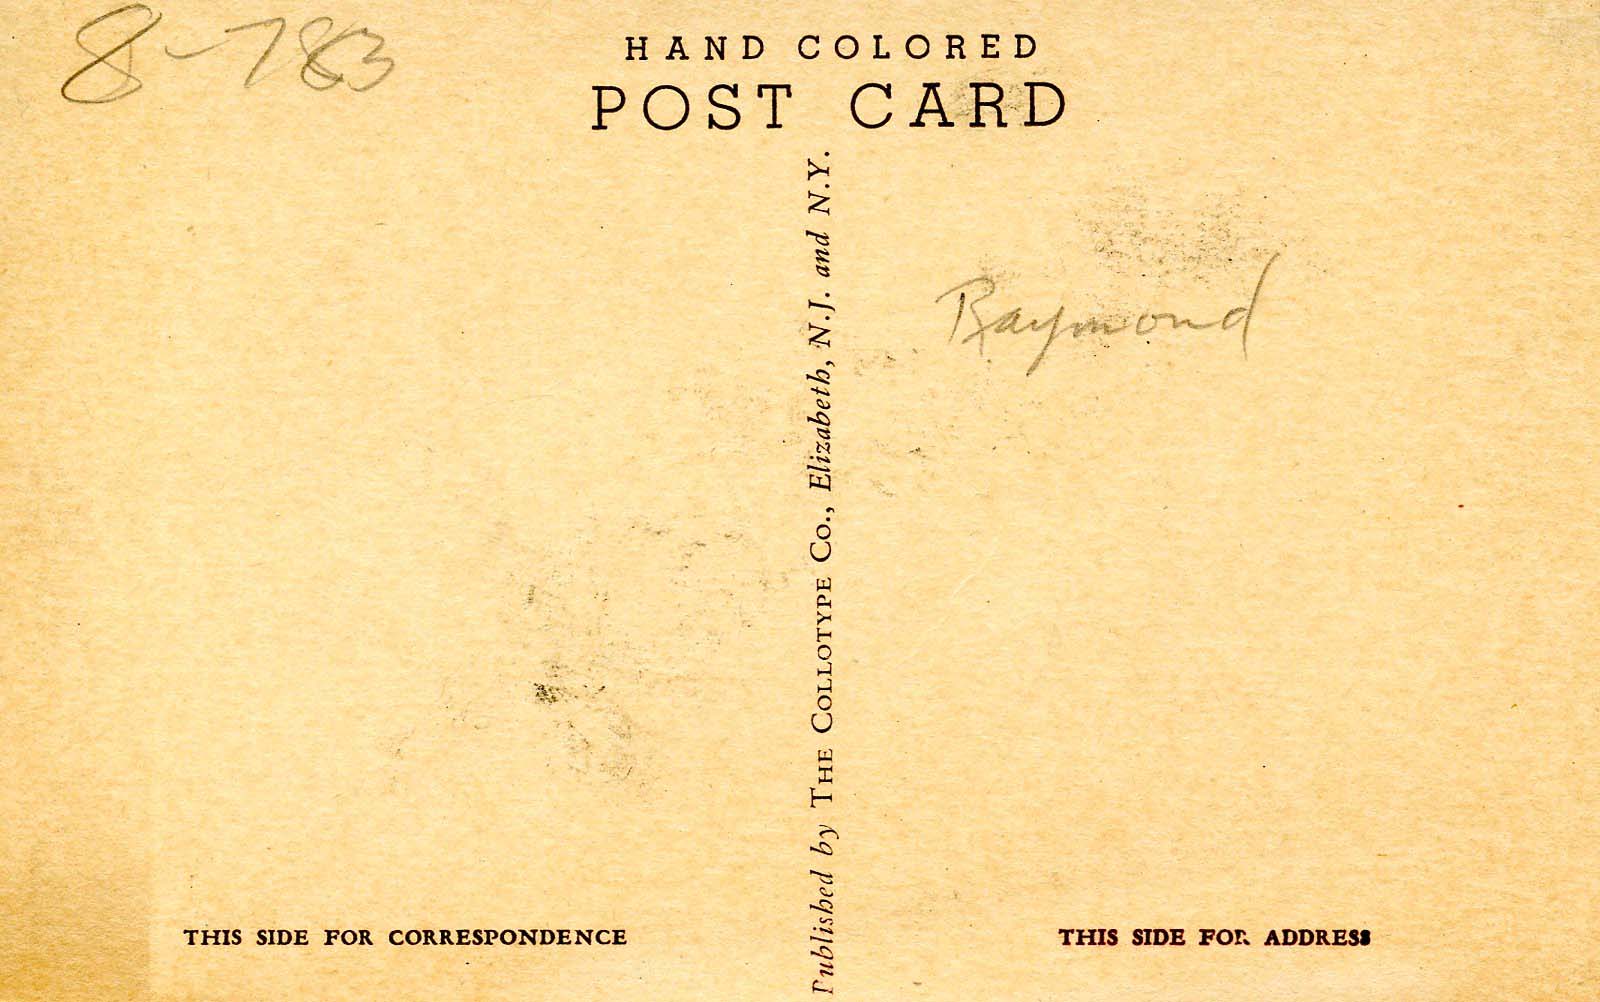 8-783
HAND COLORED
POST CARD
Published by THE COLLOTYPE Co., Elizabeth, N.J. and N.Y.
Raymond
THIS SIDE FOR CORRESPONDENCE
THIS SIDE FOR ADDRESS